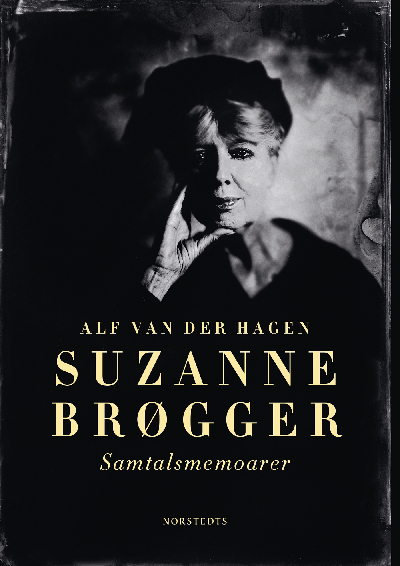 ALF VAN DER HAGEN
SUZANNE
BRØGGER
Samtalsmemoarer
NORSTEDTS